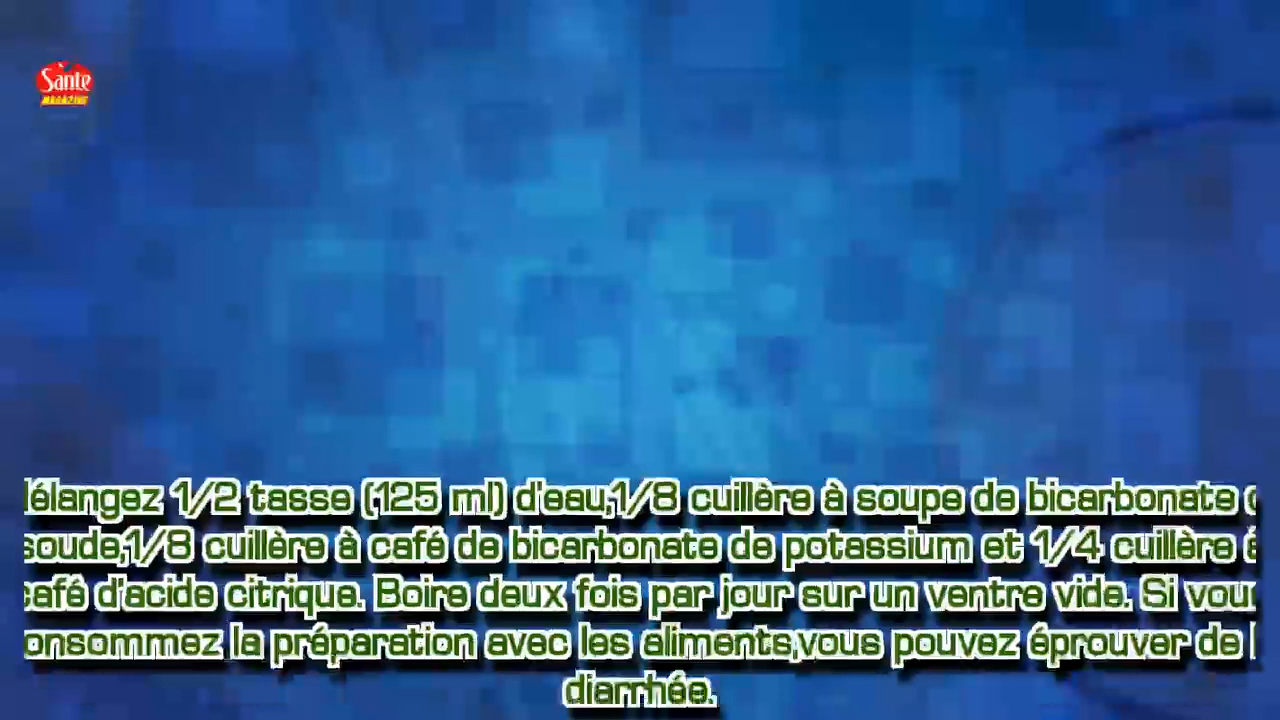 Santé
MAGAZINE
élangez 1/2 tasse (125 ml) d'eau,1/8 cuillère à soupe de bicarbonate
soude,1/8 cuillère à café de bicarbonate de potassium et 1/4 cuillère à
café d'acide citrique. Boire deux fois par jour sur un ventre vide. Si vou
onsommez la préparation avec les aliments,vous pouvez éprouver de l
diarrhée.